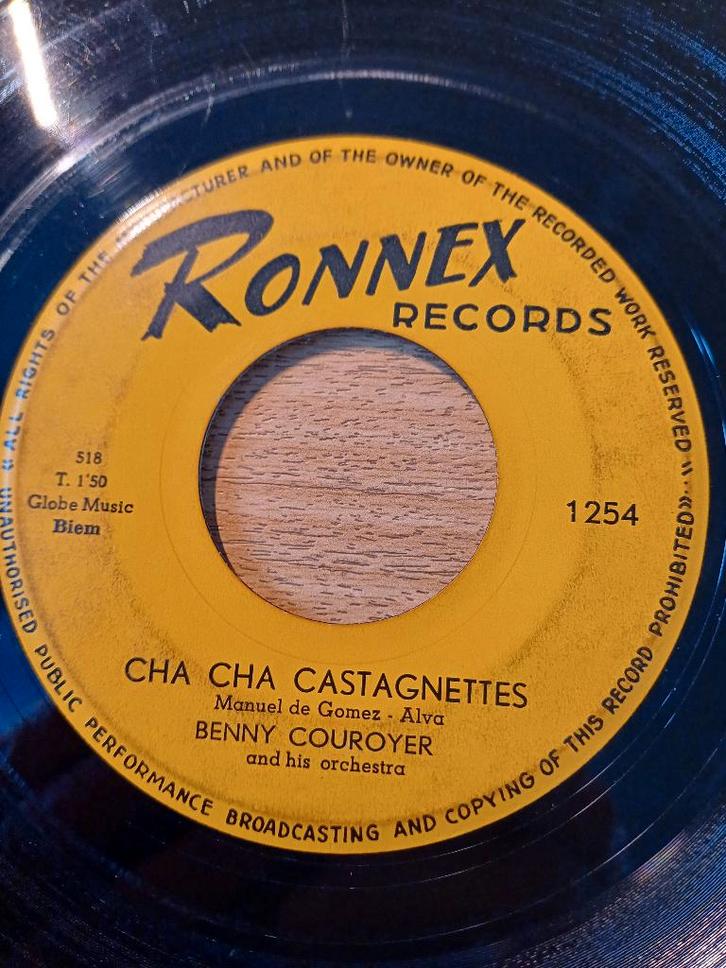 « ALL RIGHTS OF THE MANUFACTURER AND OF THE OWNER OF THE RECORDED WORK RESERVED »
UNAUTHORISED PUBLIC PERFORMANCE BROADCASTING AND COPYING OF THIS RECORD PROHIBITED»
RONNEX
RECORDS
518
T. 1'50
Globe Music
Biem
1254
CHA CHA CASTAGNETTES
Manuel de Gomez - Alva
BENNY COUROYER
and his orchestra